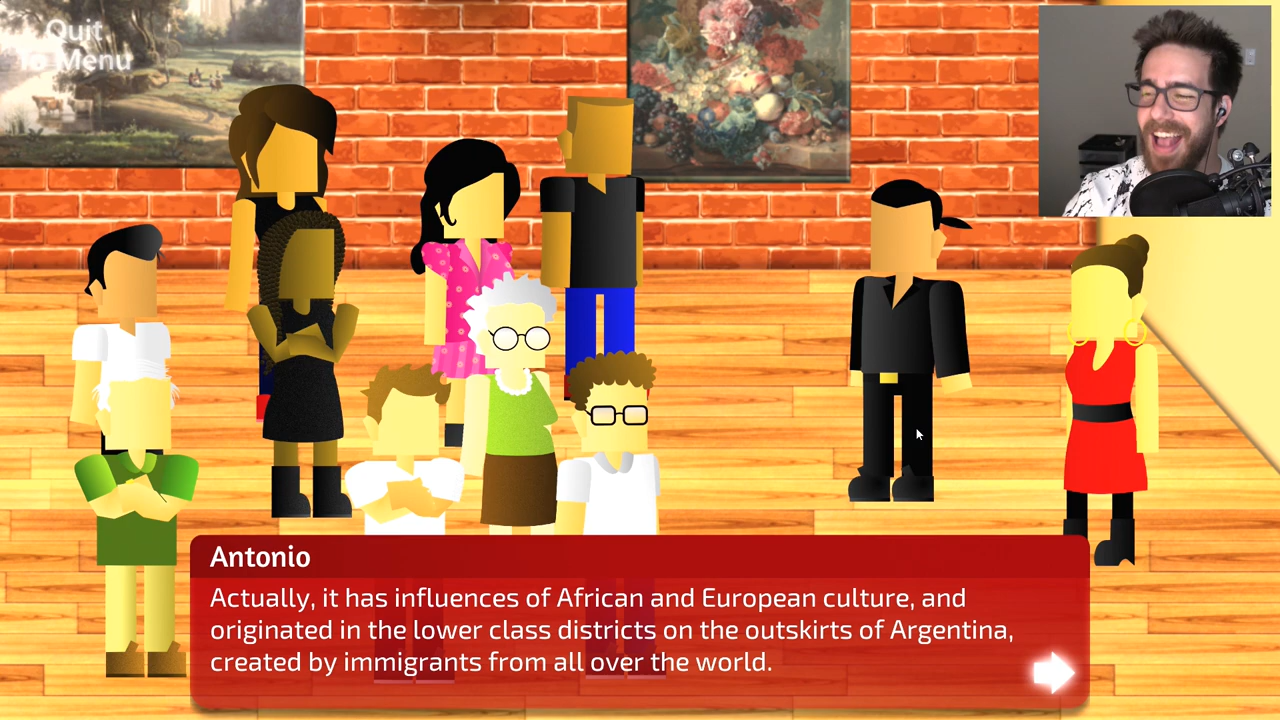 Quit
To Menu
Antonio
Actually, it has influences of African and European culture, and
originated in the lower class districts on the outskirts of Argentina,
created by immigrants from all over the world.